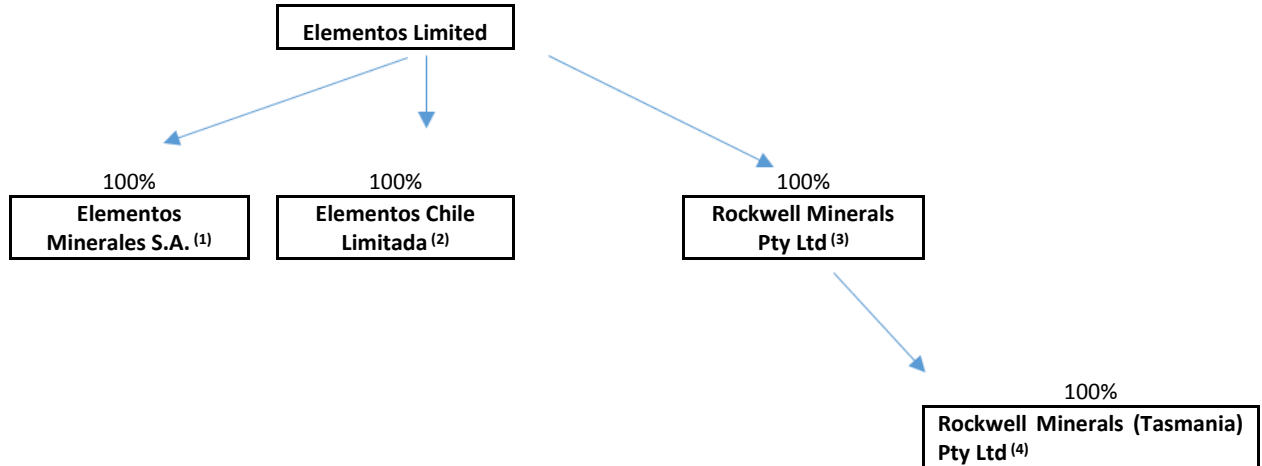 Elementos Limited
100%
100%
100%
Elementos
Minerales S.A. (1)
Elementos Chile
Limitada (2)
Rockwell Minerals
Pty Ltd (3)
100%
Rockwell Minerals (Tasmania)
Pty Ltd (4)